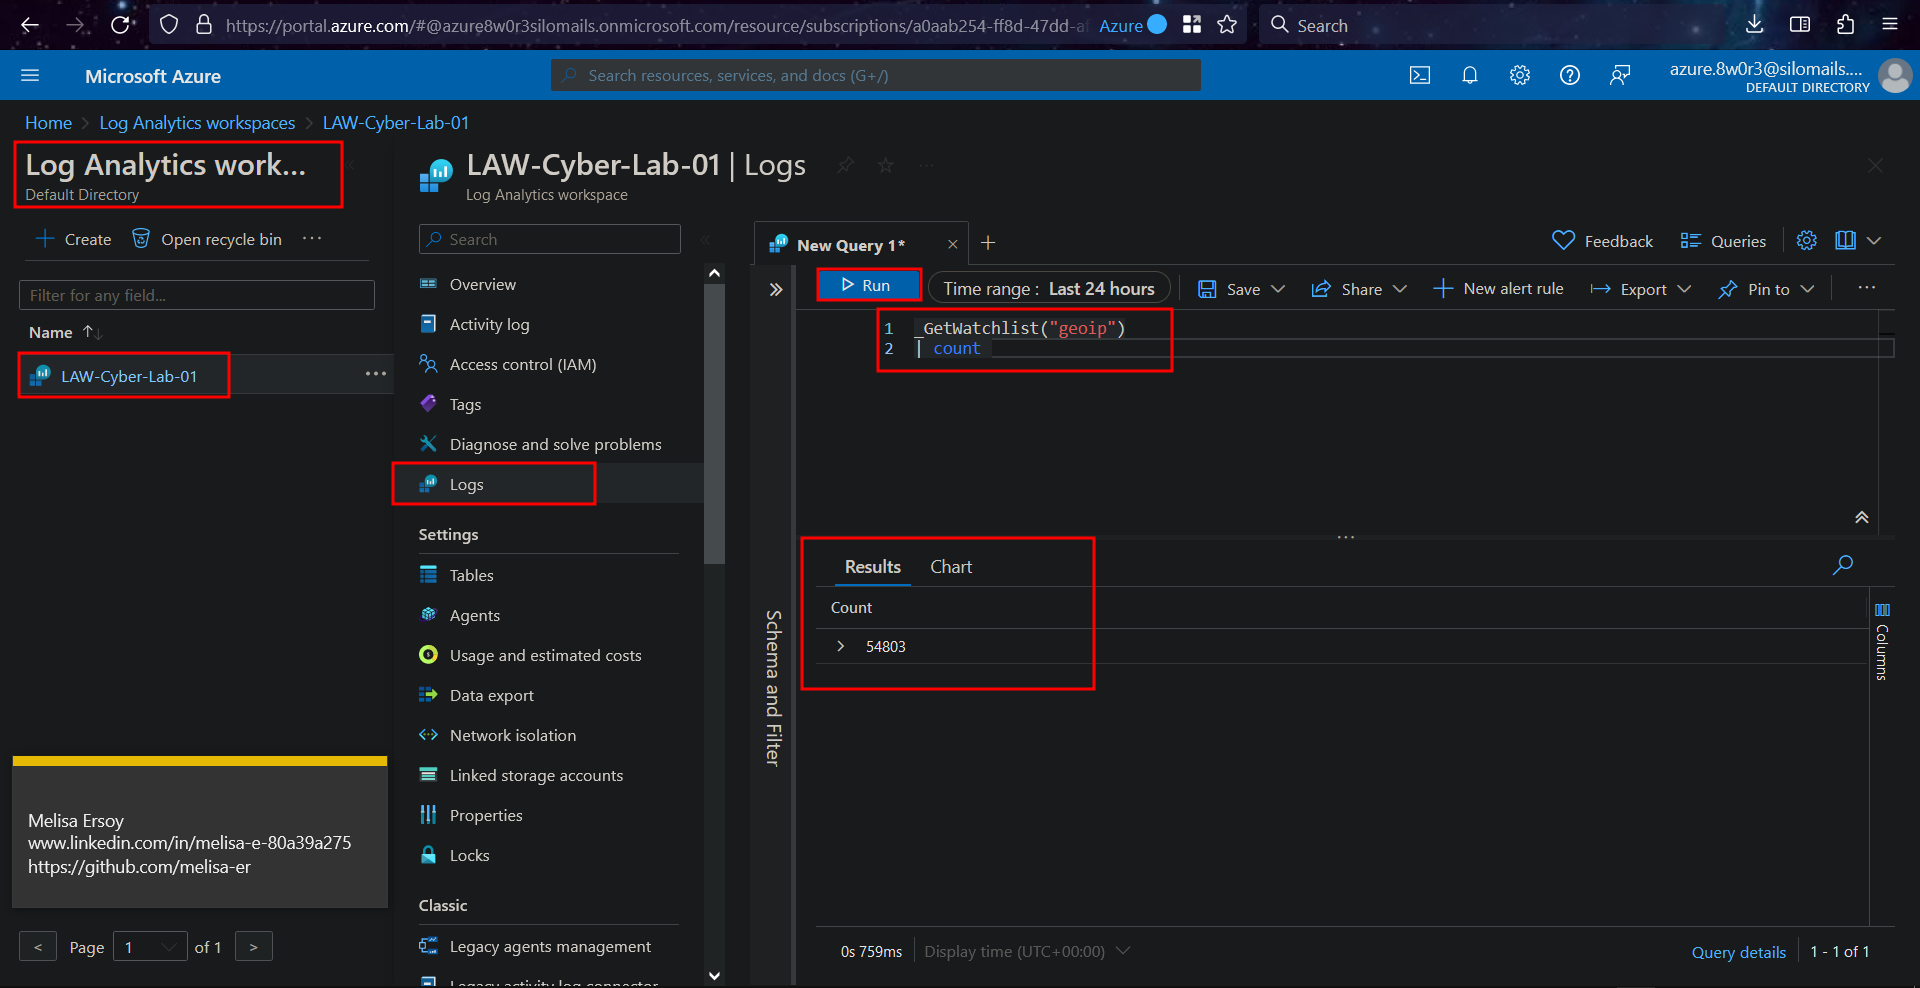 https://portal.azure.com/#@azure8w0r3silomails.onmicrosoft.com/resource/subscriptions/a0aab254-ff8d-47dd-a
Azure
Search
Microsoft Azure
Search resources, services, and docs (G+/)
azure.8w0r3@silomails....
DEFAULT DIRECTORY
Home > Log Analytics workspaces > LAW-Cyber-Lab-01
Log Analytics work...
Default Directory
Create
Open recycle bin
...
Filter for any field...
Name
LAW-Cyber-Lab-01
...
Melisa Ersoy
www.linkedin.com/in/melisa-e-80a39a275
https://github.com/melisa-er
< Page 1 of 1 >
LAW-Cyber-Lab-01 | Logs
Log Analytics workspace
Search
Overview
Activity log
Access control (IAM)
Tags
Diagnose and solve problems
Logs
Settings
Tables
Agents
Usage and estimated costs
Data export
Network isolation
Linked storage accounts
Properties
Locks
Classic
Legacy agents management
Legacy activity log connector
New Query 1*
Feedback
Queries
Run
Time range : Last 24 hours
Save
Share
New alert rule
Export
Pin to
...
1 _GetWatchlist("geoip")
2 | count
Schema and Filter
Results
Chart
Count
54803
Columns
0s 759ms
Display time (UTC+00:00)
Query details
1 - 1 of 1